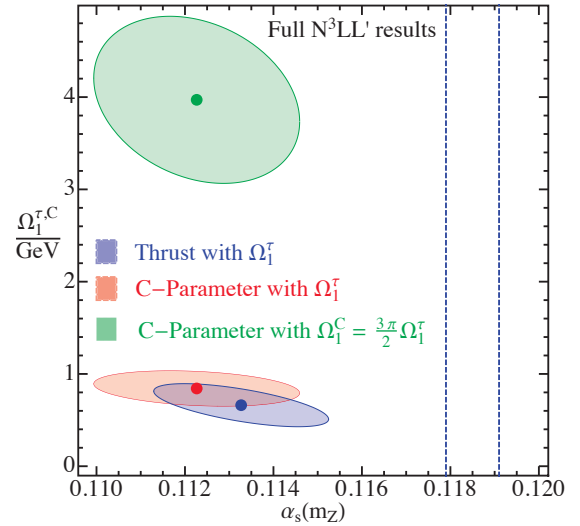 Full N³LL′ results
4
3
Ω₁^{τ,C}
GeV
2
Thrust with Ω₁^τ
C−Parameter with Ω₁^τ
C−Parameter with Ω₁^C = 3π/2 Ω₁^τ
1
0
0.110 0.112 0.114 0.116 0.118 0.120
αₛ(m_Z)